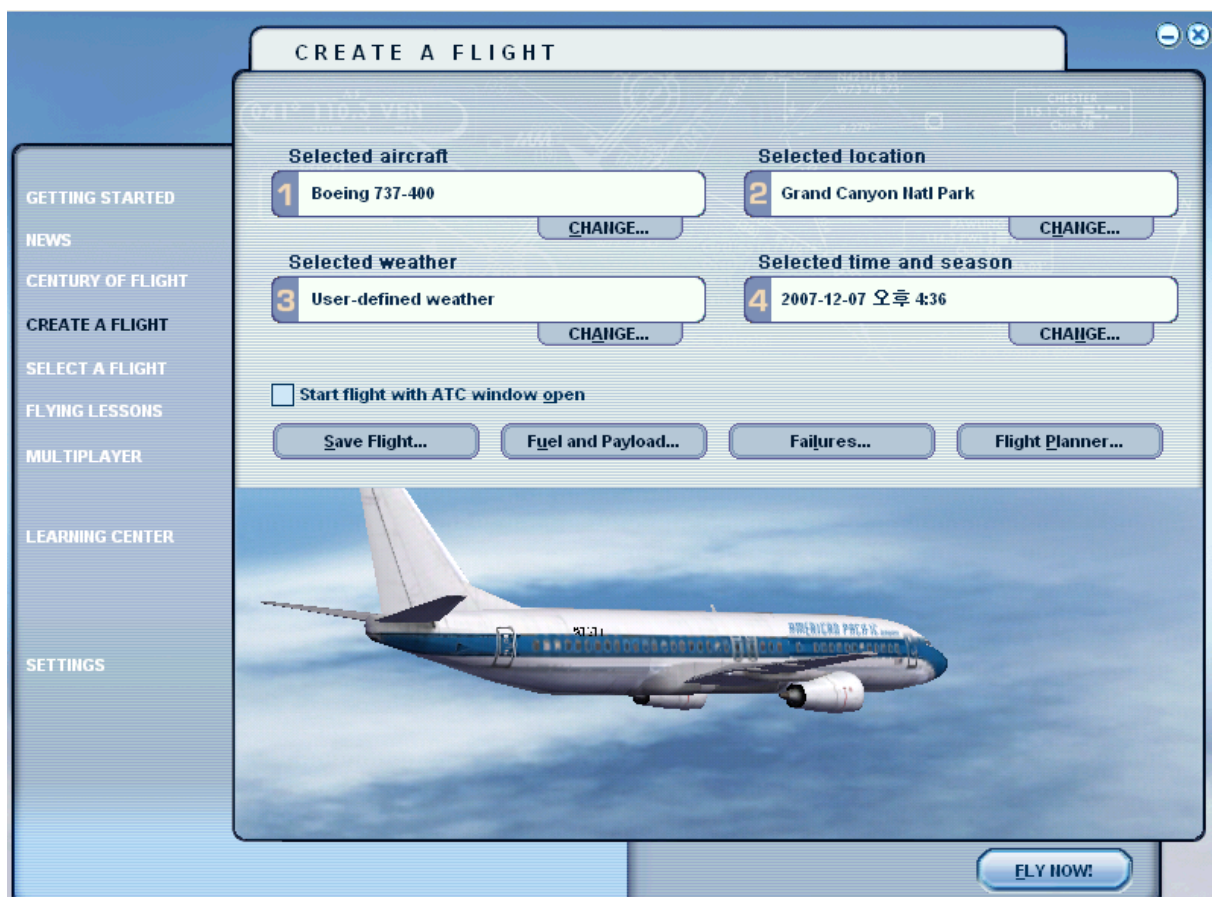 CREATE A FLIGHT
GETTING STARTED
NEWS
CENTURY OF FLIGHT
CREATE A FLIGHT
SELECT A FLIGHT
FLYING LESSONS
MULTIPLAYER
LEARNING CENTER
SETTINGS
Selected aircraft
1 Boeing 737-400
CHANGE...
Selected location
2 Grand Canyon Natl Park
CHANGE...
Selected weather
3 User-defined weather
CHANGE...
Selected time and season
4 2007-12-07 오후 4:36
CHANGE...
Start flight with ATC window open
Save Flight...
Fuel and Payload...
Failures...
Flight Planner...
AMERICAN PACIFIC
FLY NOW!